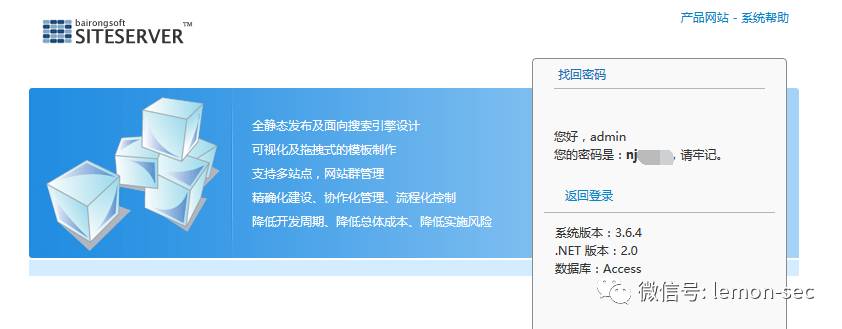 bairongsoft
SITESERVER™
产品网站 - 系统帮助
找回密码
全静态发布及面向搜索引擎设计
可视化及拖拽式的模板制作
支持多站点，网站群管理
精确化建设、协作化管理、流程化控制
降低开发周期、降低总体成本、降低实施风险
您好，admin
您的密码是：nj，请牢记。
返回登录
系统版本：3.6.4
.NET 版本：2.0
数据库：Access
微信号: lemon-sec